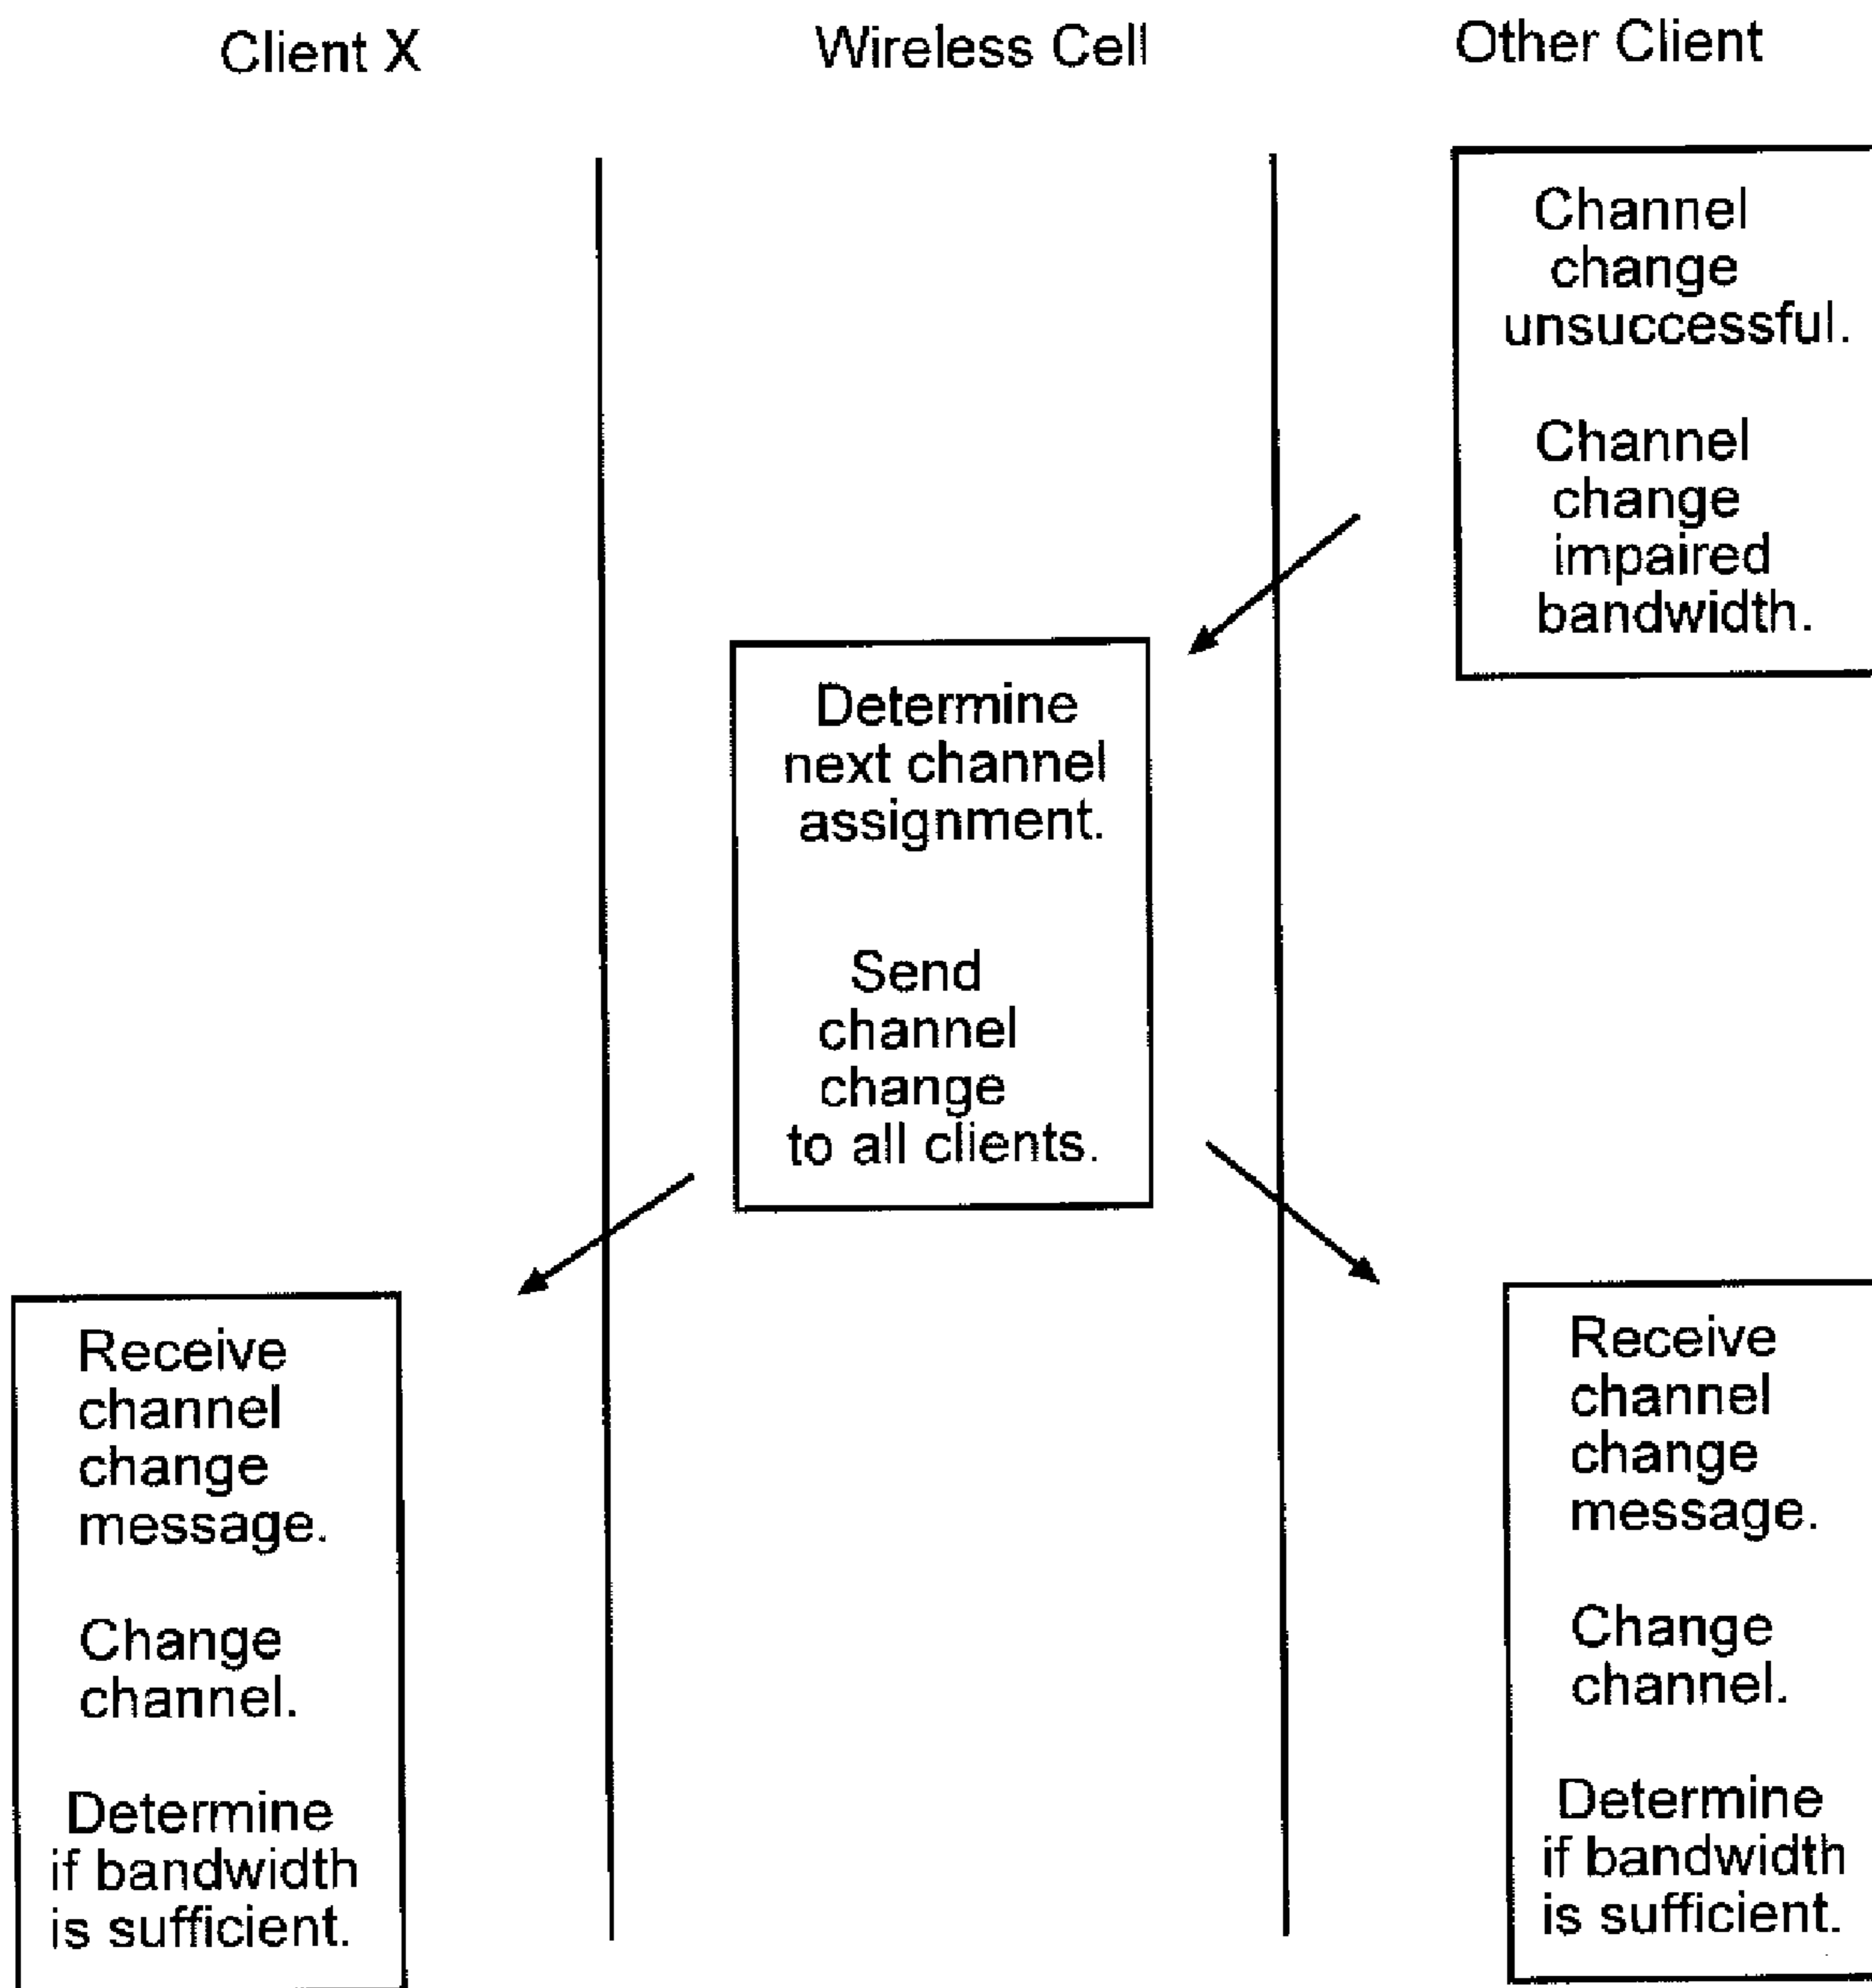 Client X
Wireless Cell
Other Client
Channel
change
unsuccessful.
Channel
change
impaired
bandwidth.
Determine
next channel
assignment.
Send
channel
change
to all clients.
Receive
channel
change
message.
Change
channel.
Determine
if bandwidth
is sufficient.
Receive
channel
change
message.
Change
channel.
Determine
if bandwidth
is sufficient.